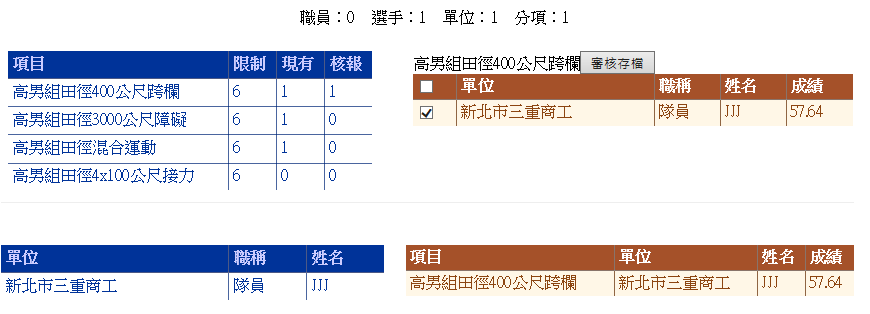 職員：0　選手：1　單位：1　分項：1
項目 限制 現有 核報
高男組田徑400公尺跨欄 6 1 1
高男組田徑3000公尺障礙 6 1 0
高男組田徑混合運動 6 1 0
高男組田徑4x100公尺接力 6 0 0
高男組田徑400公尺跨欄 審核存檔
單位 職稱 姓名 成績
新北市三重商工 隊員 JJJ 57.64
單位 職稱 姓名
新北市三重商工 隊員 JJJ
項目 單位 姓名 成績
高男組田徑400公尺跨欄 新北市三重商工 JJJ 57.64